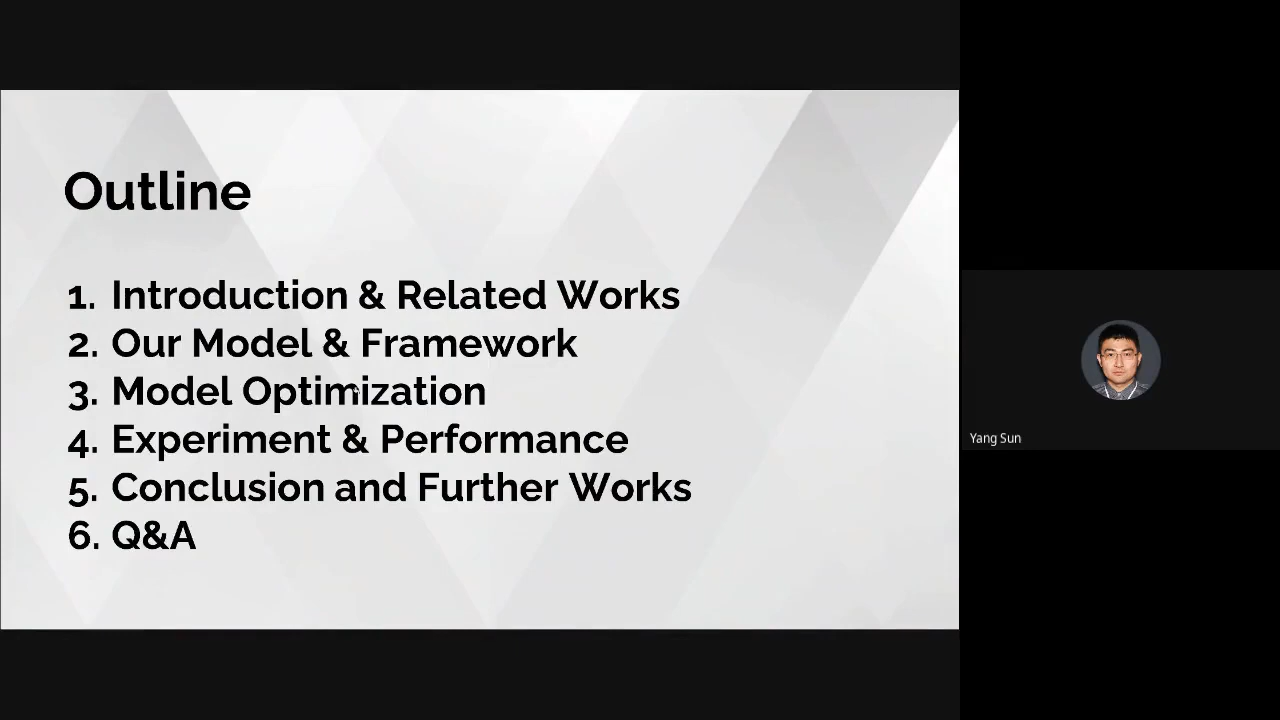 Outline
1. Introduction & Related Works
2. Our Model & Framework
3. Model Optimization
4. Experiment & Performance
5. Conclusion and Further Works
6. Q&A
Yang Sun